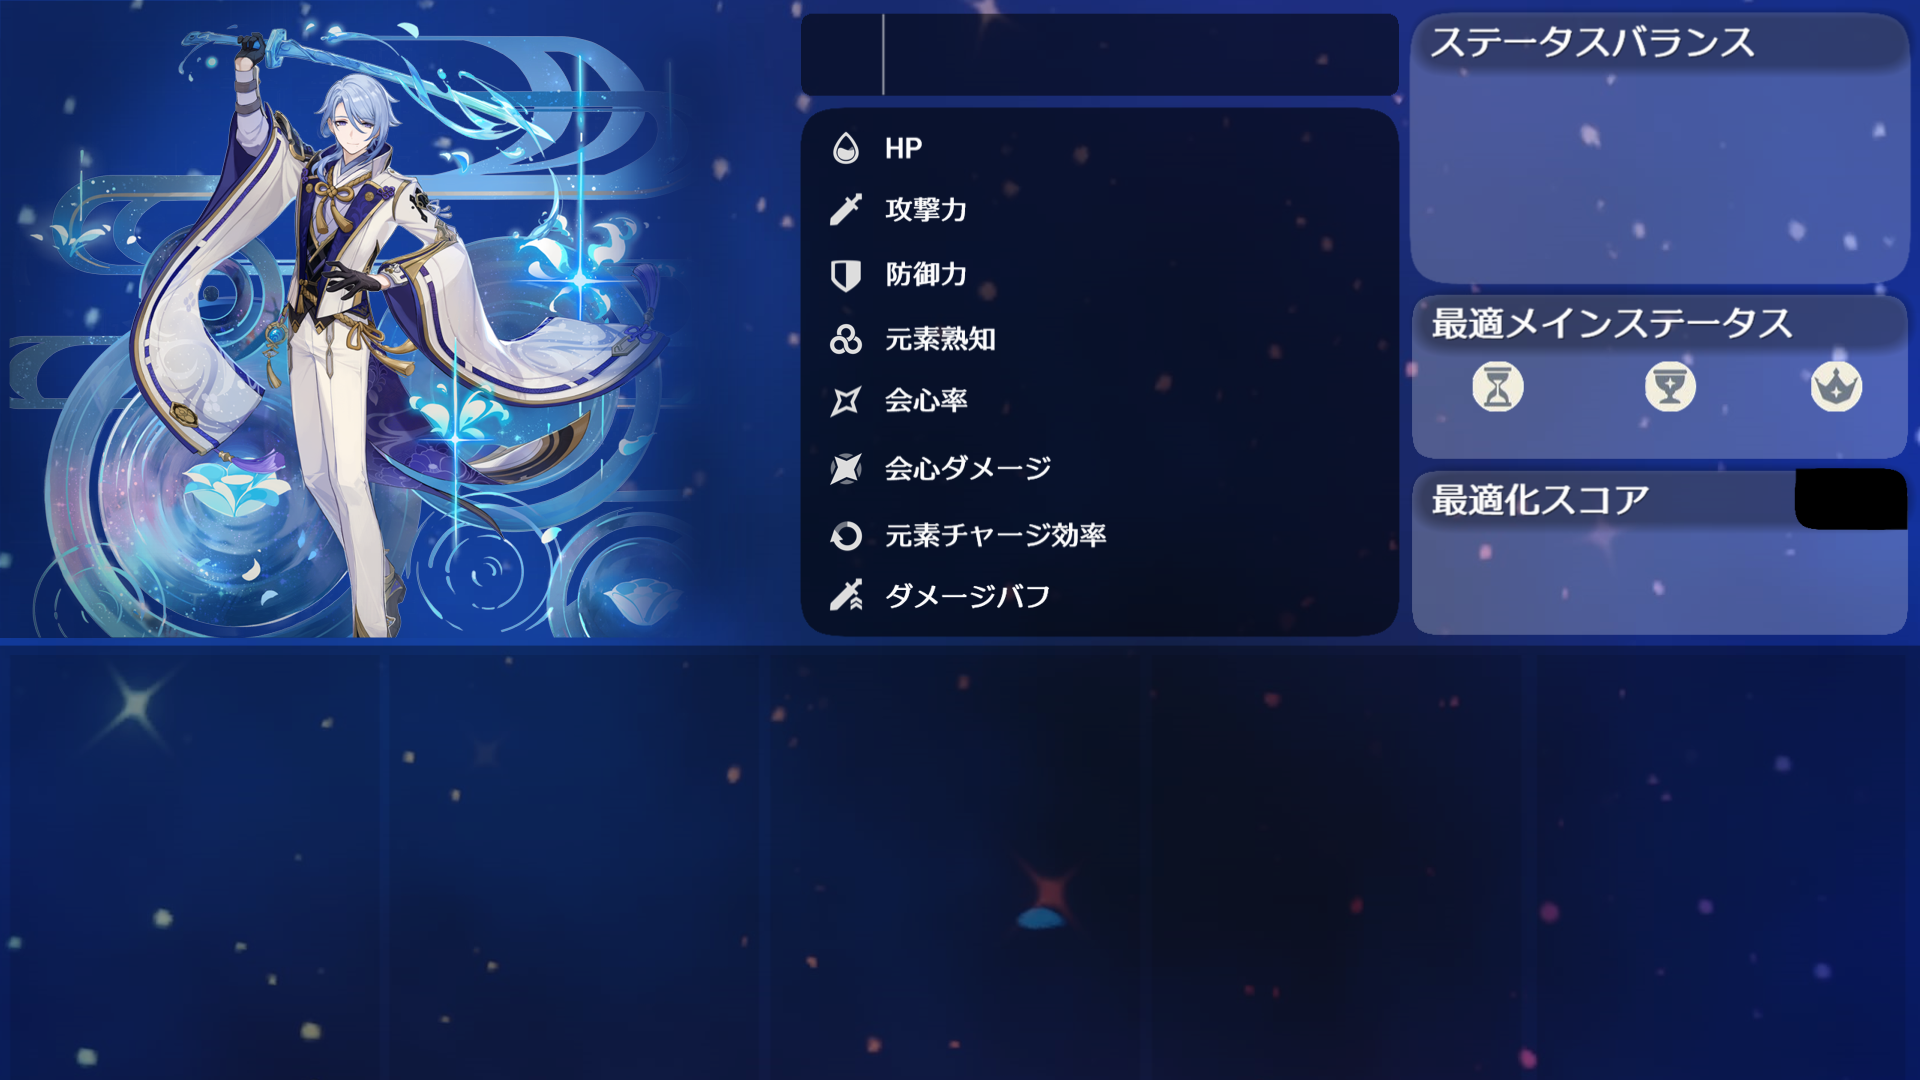 HP
攻撃力
防御力
元素熟知
会心率
会心ダメージ
元素チャージ効率
ダメージバフ
ステータスバランス
最適メインステータス
最適化スコア